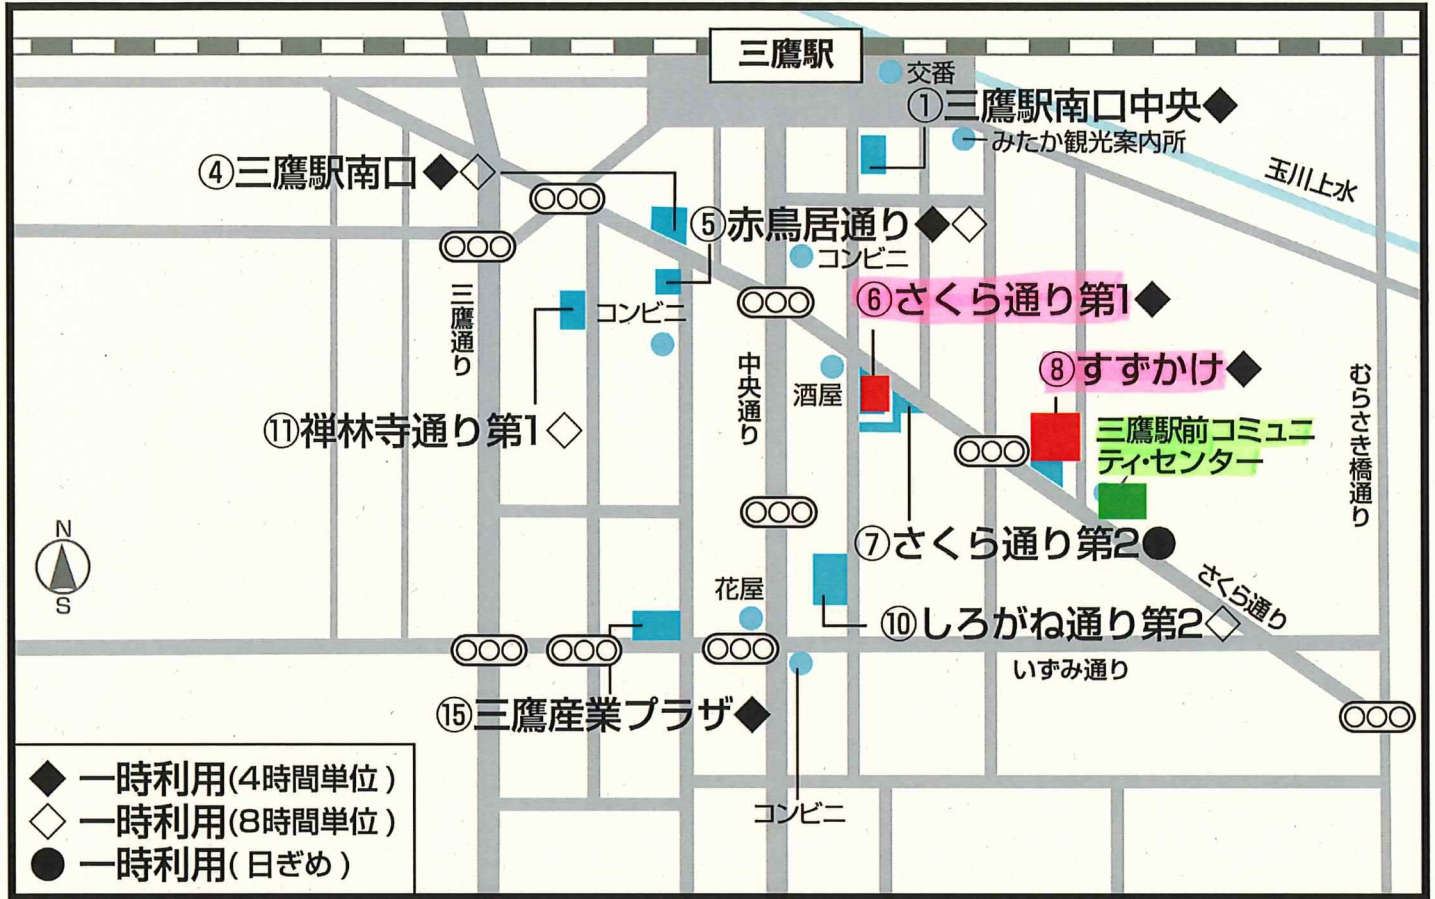 三鷹駅
交番
①三鷹駅南口中央◆
みたか観光案内所
玉川上水
④三鷹駅南口◆◇
⑤赤鳥居通り◆◇
コンビニ
⑥さくら通り第1◆
三鷹通り
コンビニ
中央通り
酒屋
⑧すずかけ◆
むらさき橋通り
⑪禅林寺通り第1◇
三鷹駅前コミュニ
ティ・センター
N
S
⑦さくら通り第2●
花屋
さくら通り
⑩しろがね通り第2◇
いずみ通り
⑮三鷹産業プラザ◆
コンビニ
◆一時利用(4時間単位)
◇一時利用(8時間単位)
●一時利用(日ぎめ)